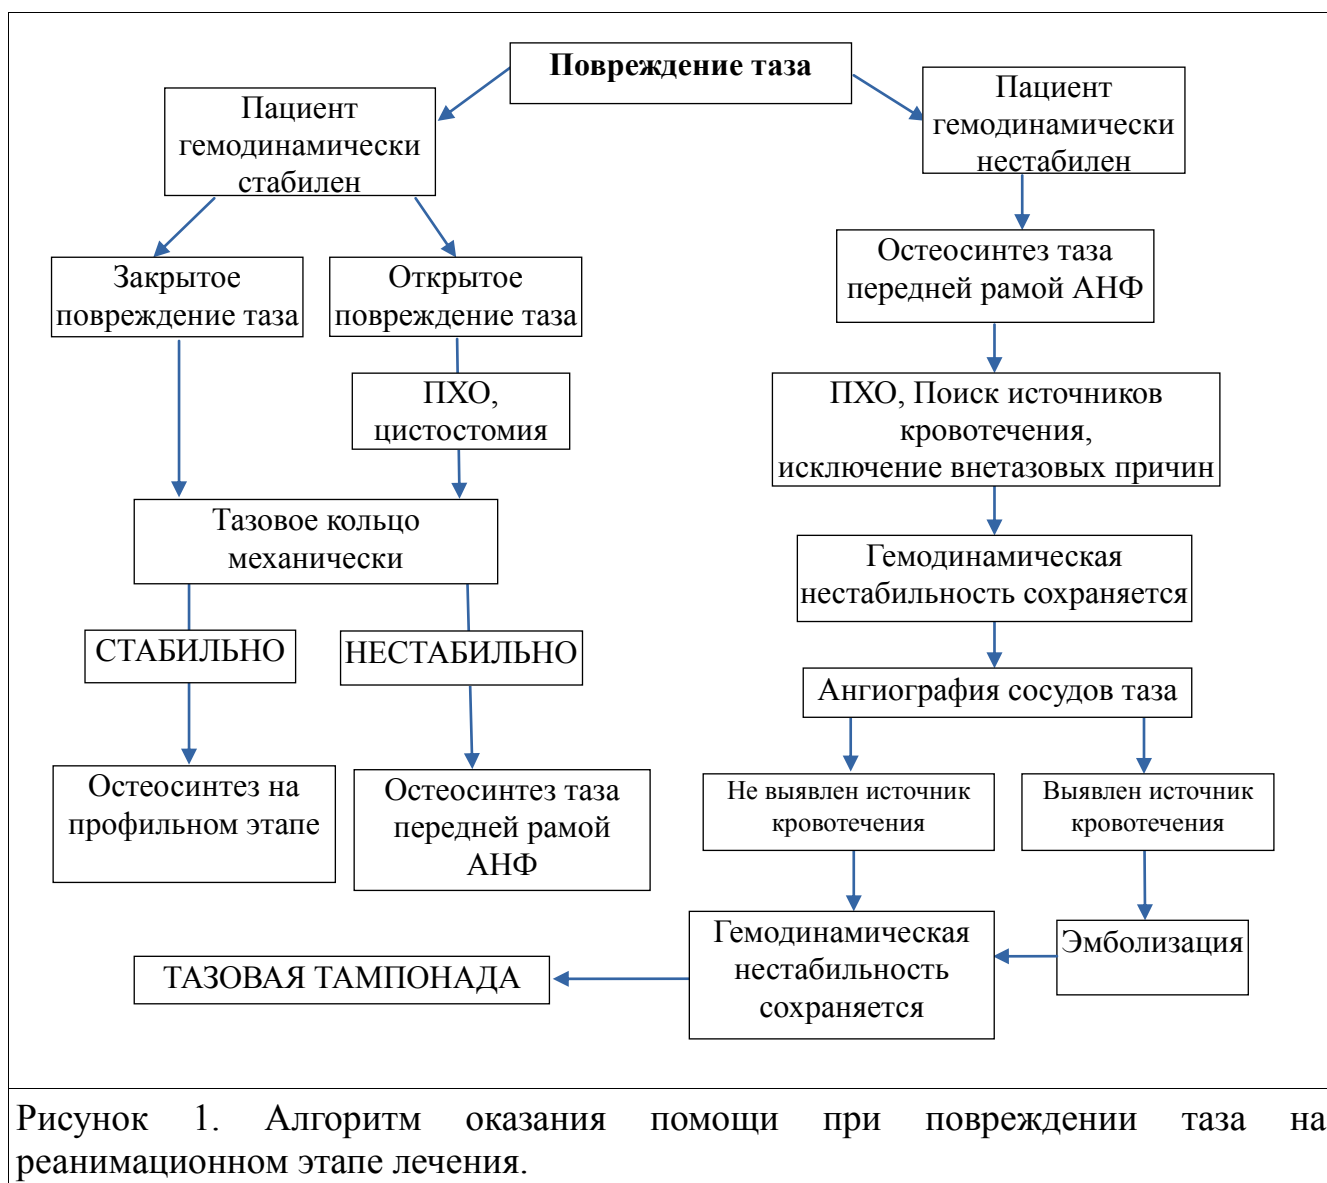 Повреждение таза
Пациент
гемодинамически
стабилен
Пациент
гемодинамически
нестабилен
Закрытое
повреждение таза
Открытое
повреждение таза
Остеосинтез таза
передней рамой АНФ
ПХО,
цистостомия
ПХО, Поиск источников
кровотечения,
исключение внетазовых причин
Тазовое кольцо
механически
Гемодинамическая
нестабильность сохраняется
СТАБИЛЬНО
НЕСТАБИЛЬНО
Ангиография сосудов таза
Остеосинтез на
профильном этапе
Остеосинтез таза
передней рамой
АНФ
Не выявлен источник
кровотечения
Выявлен источник
кровотечения
Гемодинамическая
нестабильность
сохраняется
Эмболизация
ТАЗОВАЯ ТАМПОНАДА
Рисунок 1. Алгоритм оказания помощи при повреждении таза на
реанимационном этапе лечения.